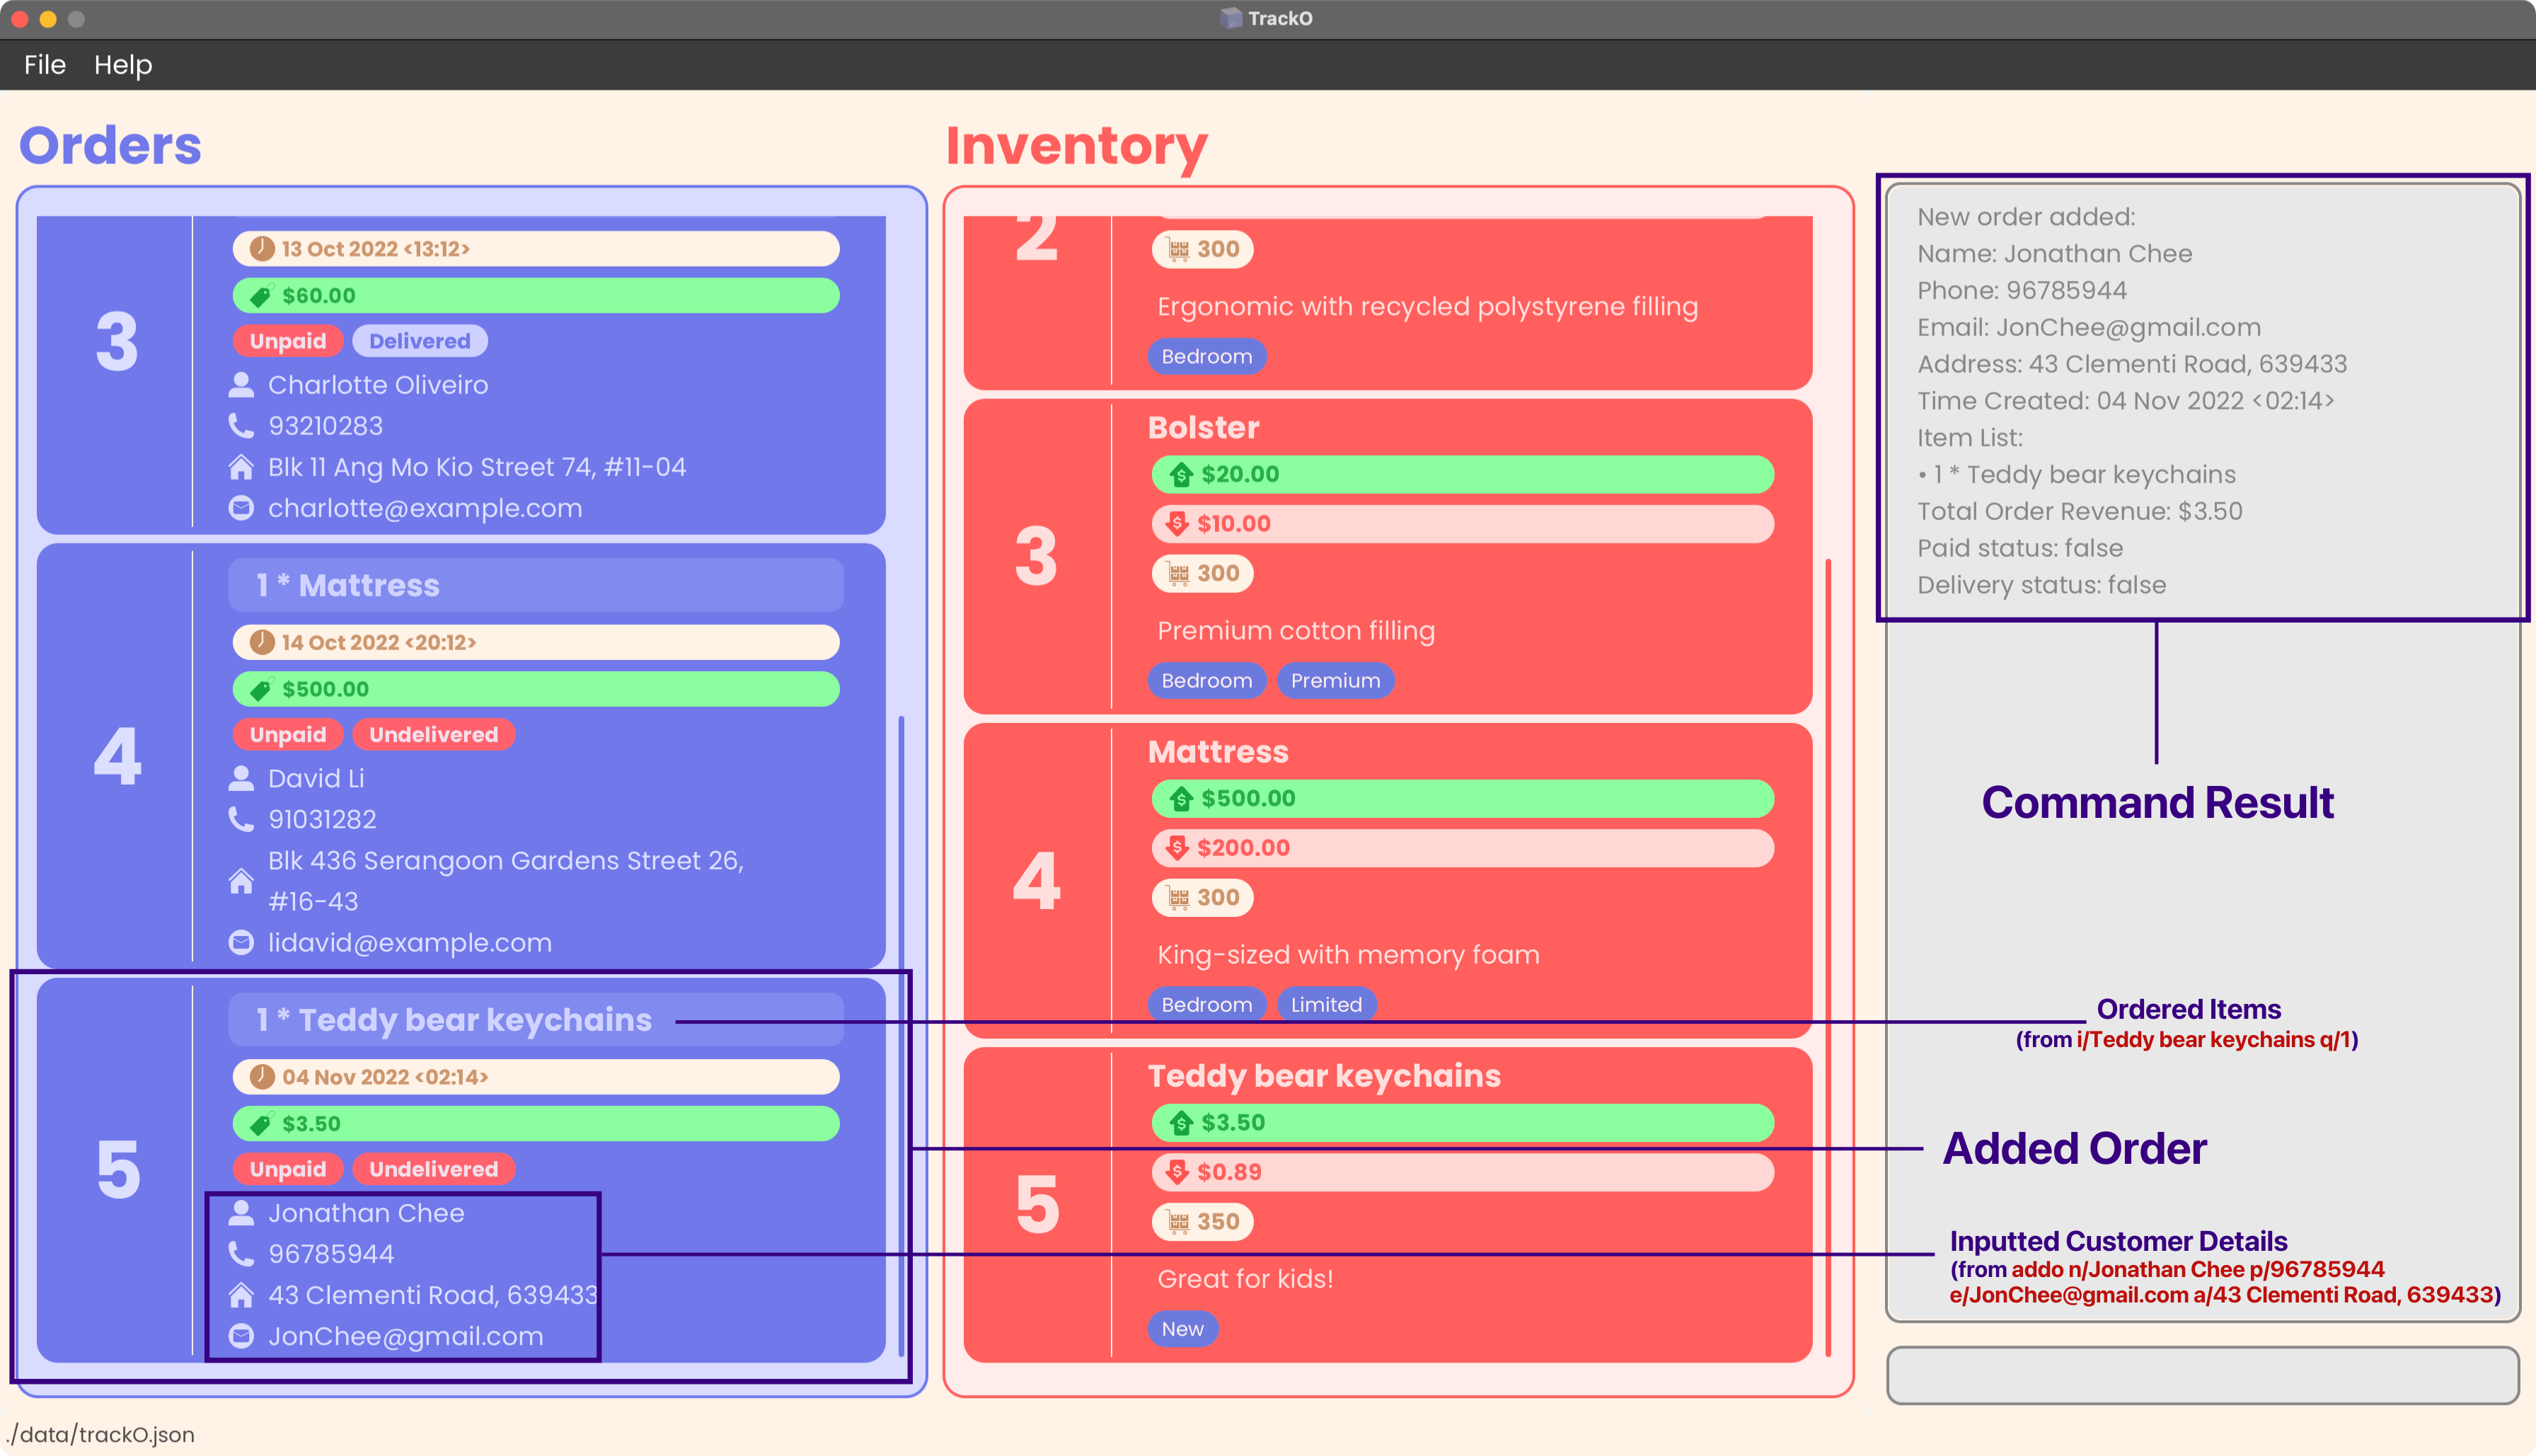 TrackO
File Help
Orders
3
13 Oct 2022 <13:12>
$60.00
Unpaid Delivered
Charlotte Oliveiro
93210283
Blk 11 Ang Mo Kio Street 74, #11-04
charlotte@example.com
4
1 * Mattress
14 Oct 2022 <20:12>
$500.00
Unpaid Undelivered
David Li
91031282
Blk 436 Serangoon Gardens Street 26,
#16-43
lidavid@example.com
5
1 * Teddy bear keychains
04 Nov 2022 <02:14>
$3.50
Unpaid Undelivered
Jonathan Chee
96785944
43 Clementi Road, 639433
JonChee@gmail.com
Inventory
2
300
Ergonomic with recycled polystyrene filling
Bedroom
3
Bolster
$20.00
$10.00
300
Premium cotton filling
Bedroom Premium
4
Mattress
$500.00
$200.00
300
King-sized with memory foam
Bedroom Limited
5
Teddy bear keychains
$3.50
$0.89
350
Great for kids!
New
New order added:
Name: Jonathan Chee
Phone: 96785944
Email: JonChee@gmail.com
Address: 43 Clementi Road, 639433
Time Created: 04 Nov 2022 <02:14>
Item List:
• 1 * Teddy bear keychains
Total Order Revenue: $3.50
Paid status: false
Delivery status: false
Command Result
Ordered Items
(from i/Teddy bear keychains q/1)
Added Order
Inputted Customer Details
(from addo n/Jonathan Chee p/96785944
e/JonChee@gmail.com a/43 Clementi Road, 639433)
./data/trackO.json